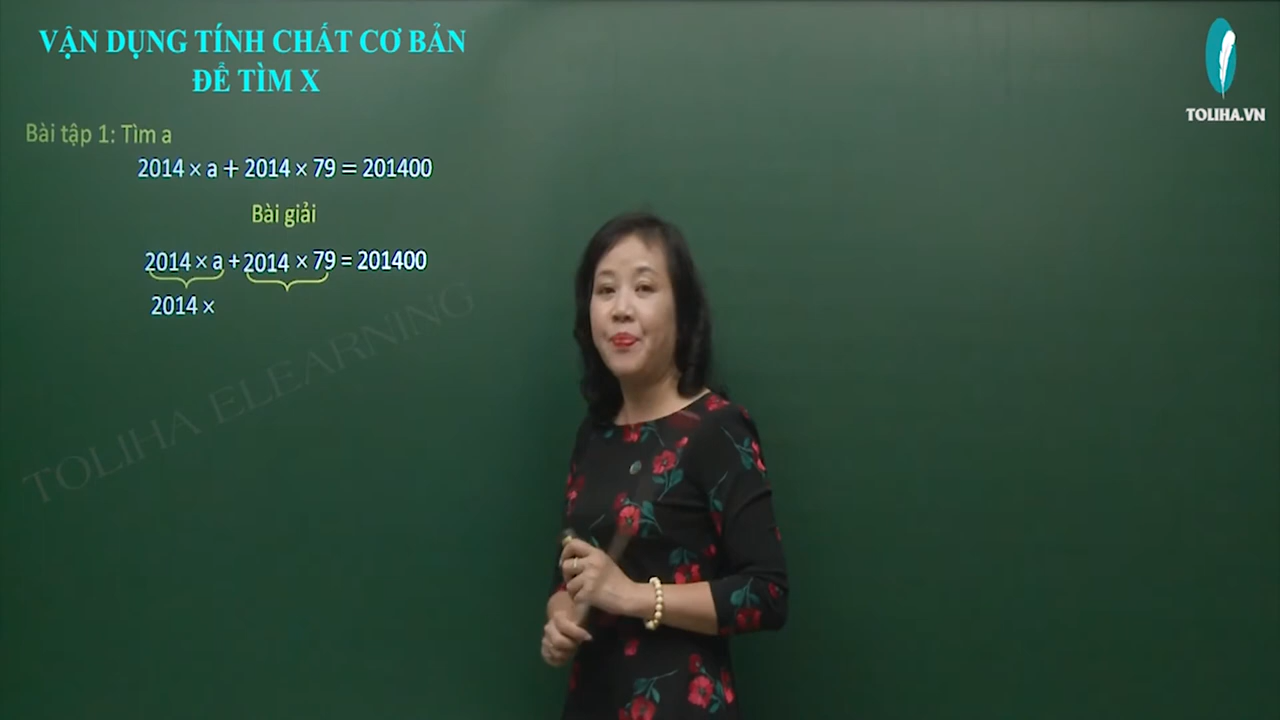 VẬN DỤNG TÍNH CHẤT CƠ BẢN
ĐỂ TÌM X
TOLIHA.VN
Bài tập 1: Tìm a
2014 × a + 2014 × 79 = 201400
Bài giải
2014 × a + 2014 × 79 = 201400
2014 ×
TOLIHA ELEARNING